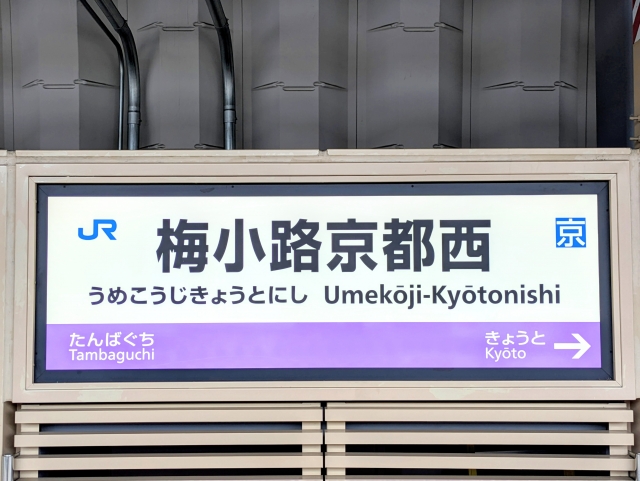 JR 梅小路京都西 京
うめこうじきょうとにし Umekōji-Kyōtonishi
たんばぐち きょうと →
Tambaguchi Kyōto